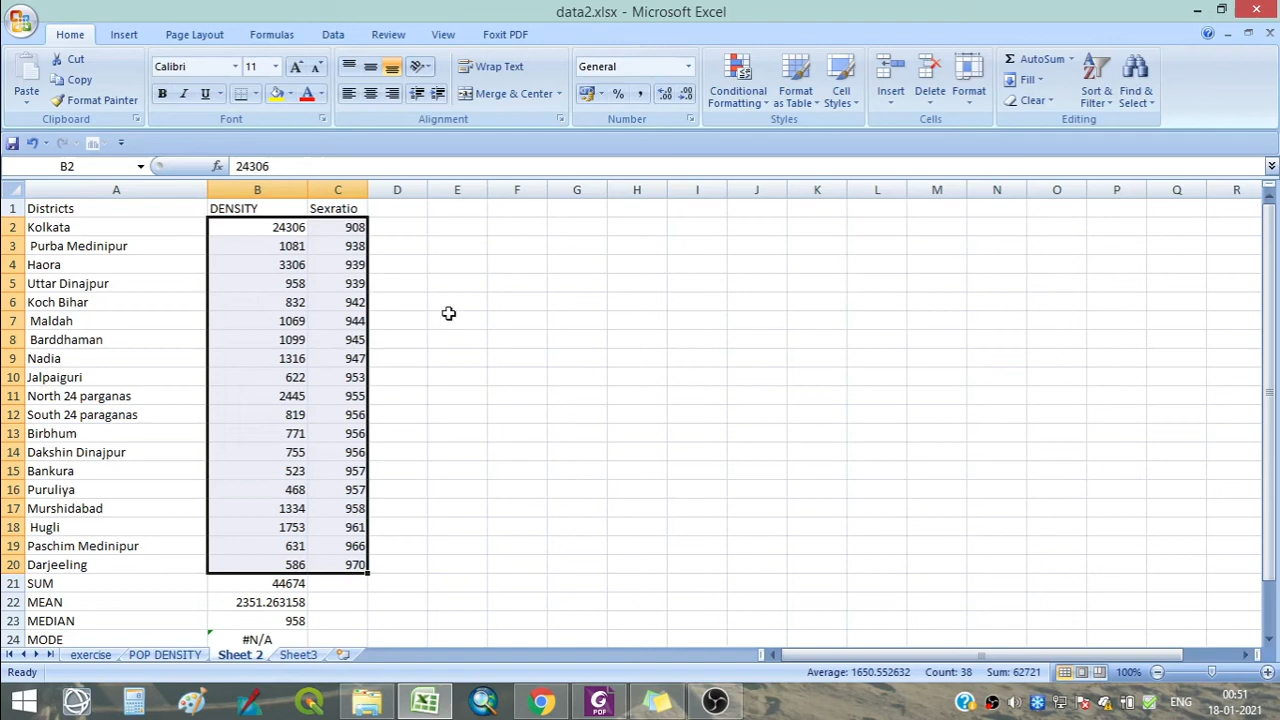 data2.xlsx - Microsoft Excel
Home Insert Page Layout Formulas Data Review View Foxit PDF
Paste Cut Copy Format Painter Clipboard
Calibri 11 B I U Font
Wrap Text Merge & Center Alignment
General % , Number
Conditional Formatting Format as Table Cell Styles Styles
Insert Delete Format Cells
AutoSum Fill Clear Sort & Filter Find & Select Editing
B2 fx 24306
A B C D E F G H I J K L M N O P Q R
1 Districts DENSITY Sexratio
2 Kolkata 24306 908
3 Purba Medinipur 1081 938
4 Haora 3306 939
5 Uttar Dinajpur 958 939
6 Koch Bihar 832 942
7 Maldah 1069 944
8 Barddhaman 1099 945
9 Nadia 1316 947
10 Jalpaiguri 622 953
11 North 24 parganas 2445 955
12 South 24 paraganas 819 956
13 Birbhum 771 956
14 Dakshin Dinajpur 755 956
15 Bankura 523 957
16 Puruliya 468 957
17 Murshidabad 1334 958
18 Hugli 1753 961
19 Paschim Medinipur 631 966
20 Darjeeling 586 970
21 SUM 44674
22 MEAN 2351.263158
23 MEDIAN 958
24 MODE #N/A
exercise POP DENSITY Sheet 2 Sheet3
Ready Average: 1650.552632 Count: 38 Sum: 62721 100%
PDF ENG 00:51
18-01-2021